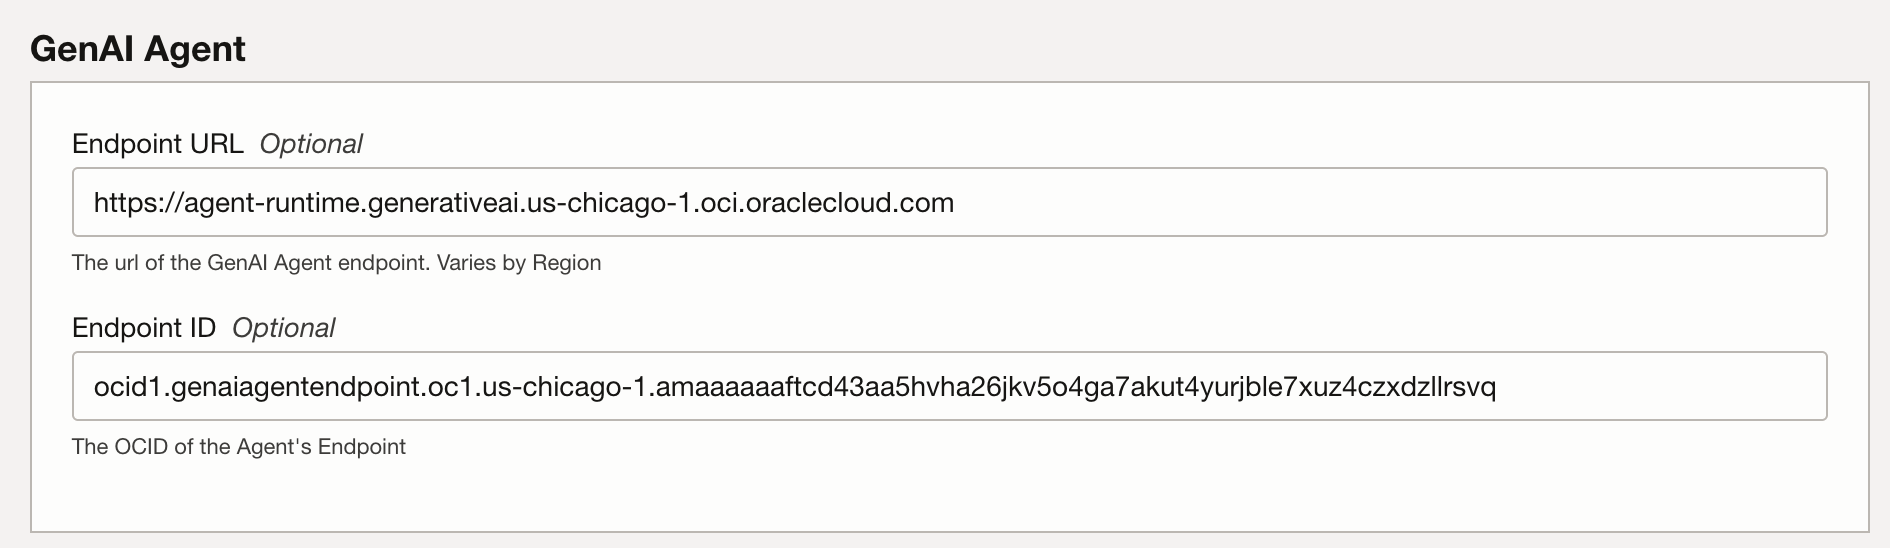 GenAI Agent
Endpoint URL Optional
https://agent-runtime.generativeai.us-chicago-1.oci.oraclecloud.com
The url of the GenAI Agent endpoint. Varies by Region
Endpoint ID Optional
ocid1.genaiagentendpoint.oc1.us-chicago-1.amaaaaaaftcd43aa5hvha26jkv5o4ga7akut4yurjble7xuz4czxdzllrsvq
The OCID of the Agent's Endpoint